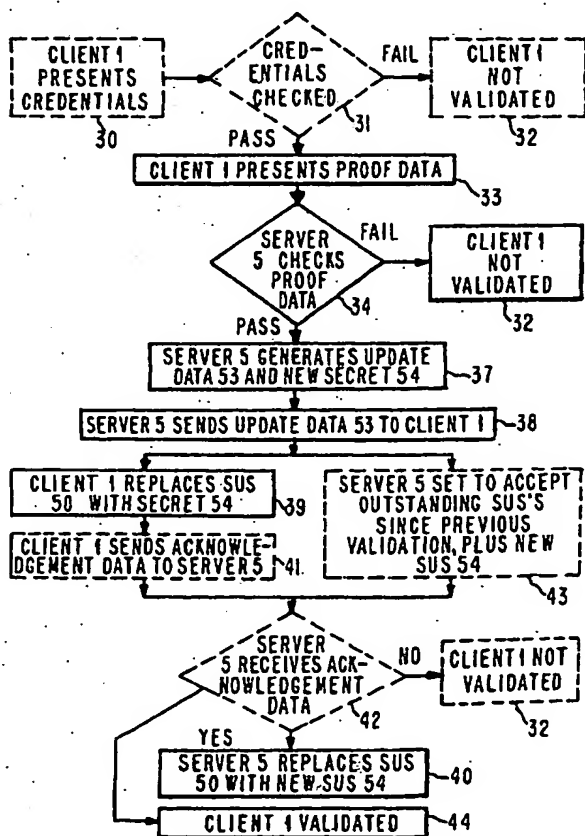 CLIENT 1
PRESENTS
CREDENTIALS
30
CRED-
ENTIALS
CHECKED
31
FAIL
CLIENT 1
NOT
VALIDATED
32
PASS
CLIENT 1 PRESENTS PROOF DATA
33
SERVER
5 CHECKS
PROOF
DATA
34
FAIL
CLIENT 1
NOT
VALIDATED
32
PASS
SERVER 5 GENERATES UPDATE
DATA 53 AND NEW SECRET 54
37
SERVER 5 SENDS UPDATE DATA 53 TO CLIENT 1
38
CLIENT 1 REPLACES SUS
50 WITH SECRET 54
39
CLIENT 1 SENDS ACKNOWLE-
DGEMENT DATA TO SERVER 5
41
SERVER 5 SET TO ACCEPT
OUTSTANDING SUS'S
SINCE PREVIOUS
VALIDATION, PLUS NEW
SUS 54
43
SERVER
5 RECEIVES ACK-
NOWLEDGEMENT
DATA
42
NO
CLIENT 1 NOT
VALIDATED
32
YES
SERVER 5 REPLACES SUS
50 WITH NEW SUS 54
40
CLIENT 1 VALIDATED
44